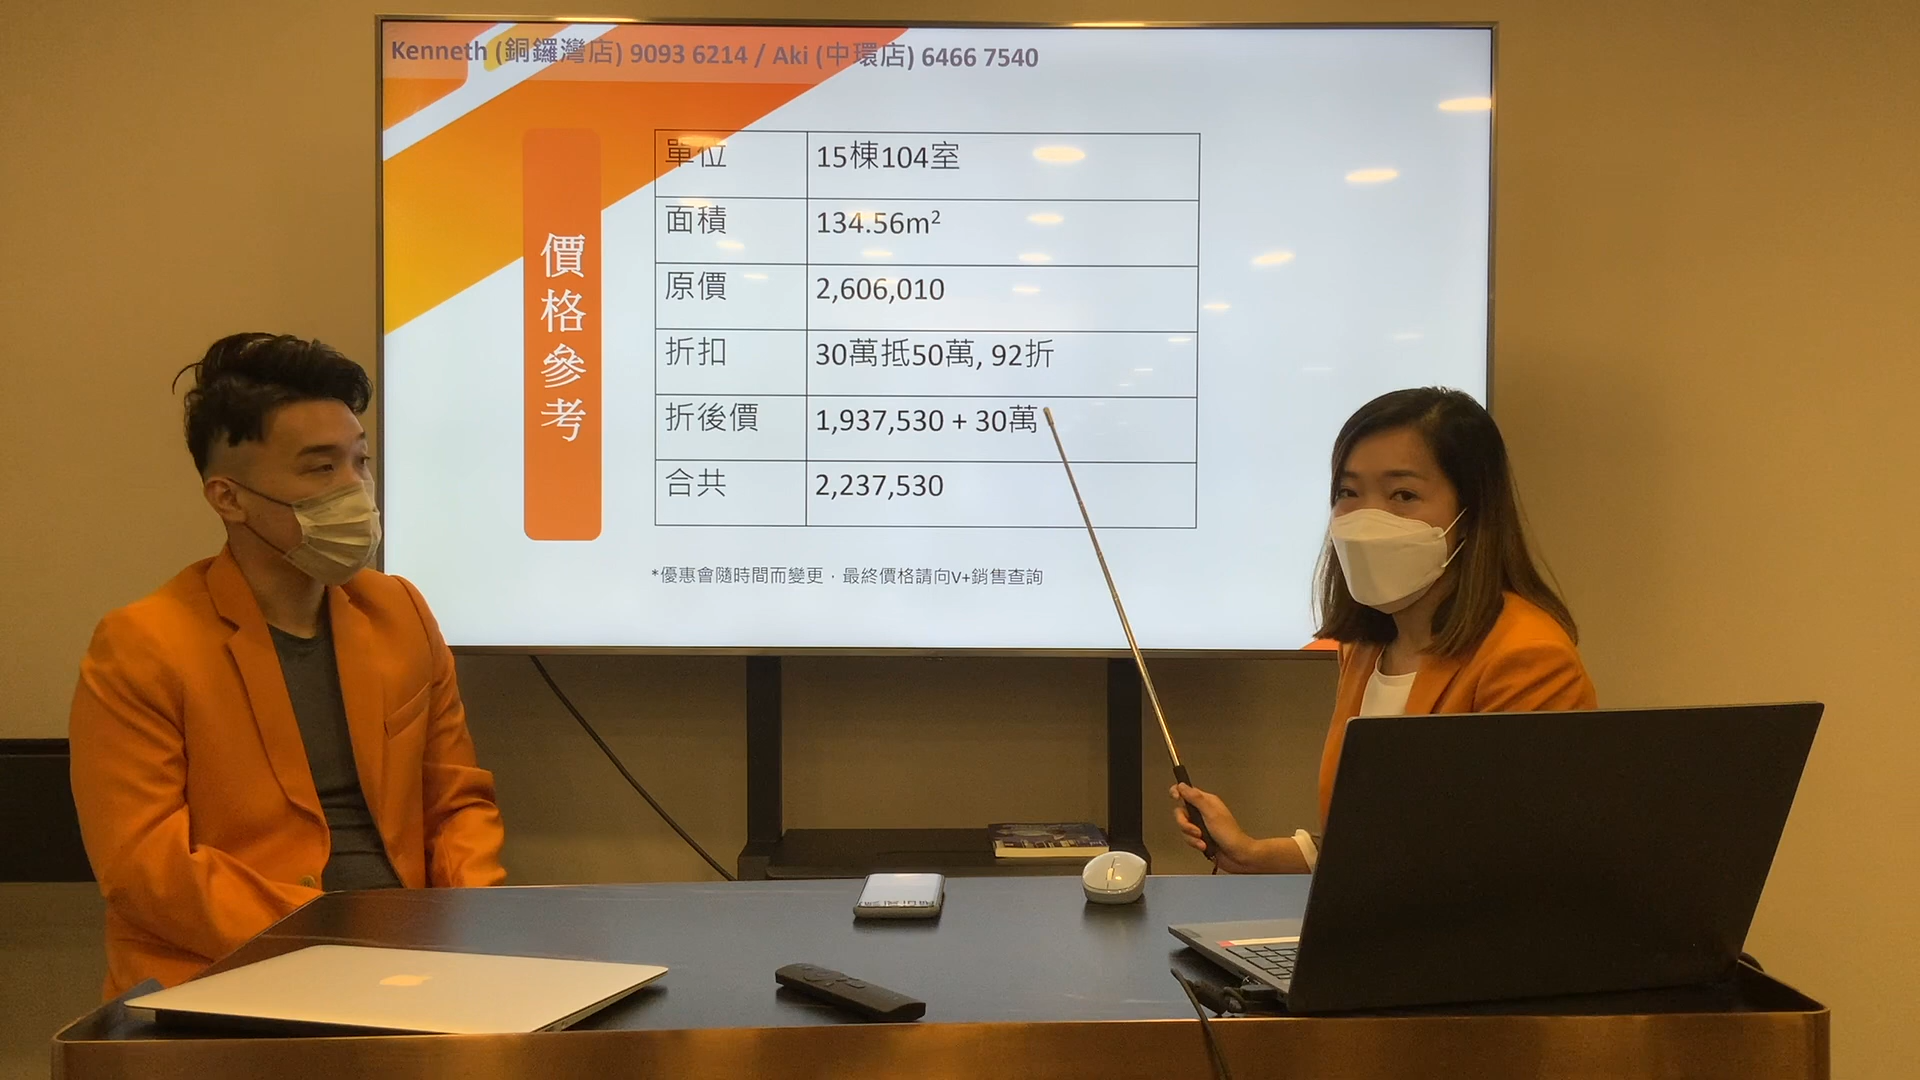 Kenneth (銅鑼灣店) 9093 6214 / Aki (中環店) 6466 7540
價格參考
單位 15棟104室
面積 134.56m²
原價 2,606,010
折扣 30萬抵50萬, 92折
折後價 1,937,530 + 30萬
合共 2,237,530
*優惠會隨時間而變更，最終價格請向V+銷售查詢